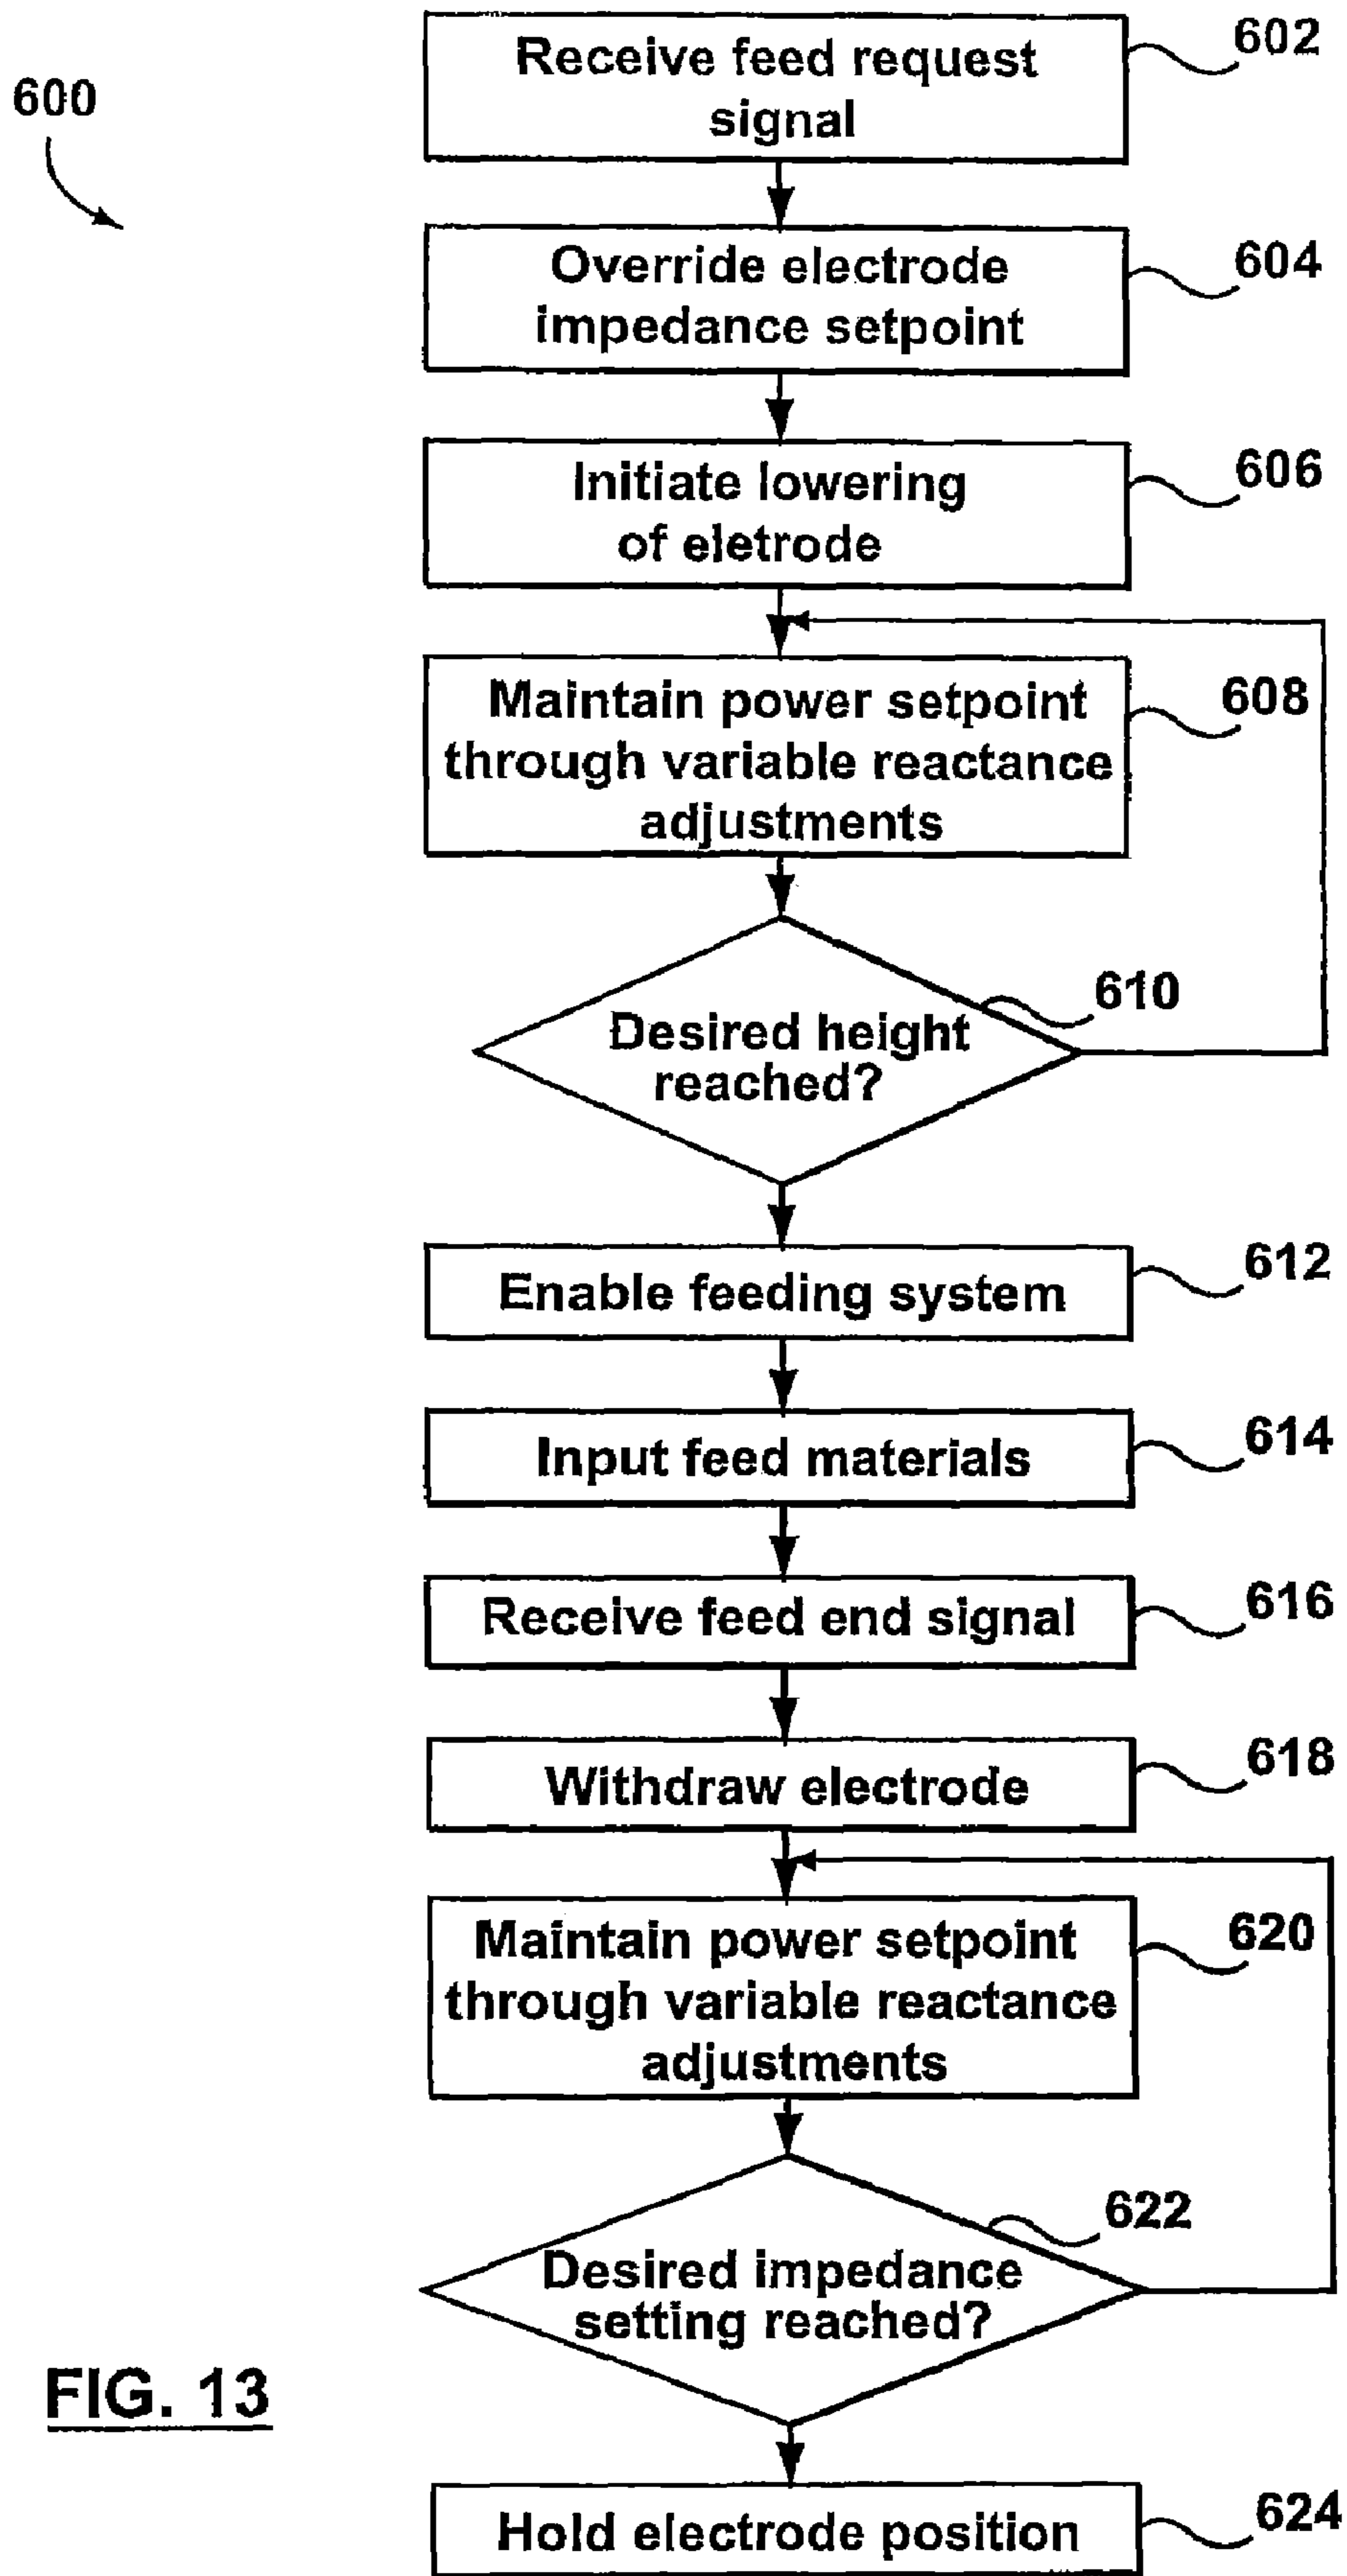 600
Receive feed request
signal
602
Override electrode
impedance setpoint
604
Initiate lowering
of eletrode
606
Maintain power setpoint
through variable reactance
adjustments
608
Desired height
reached?
610
Enable feeding system
612
Input feed materials
614
Receive feed end signal
616
Withdraw electrode
618
Maintain power setpoint
through variable reactance
adjustments
620
Desired impedance
setting reached?
622
Hold electrode position
624
FIG. 13